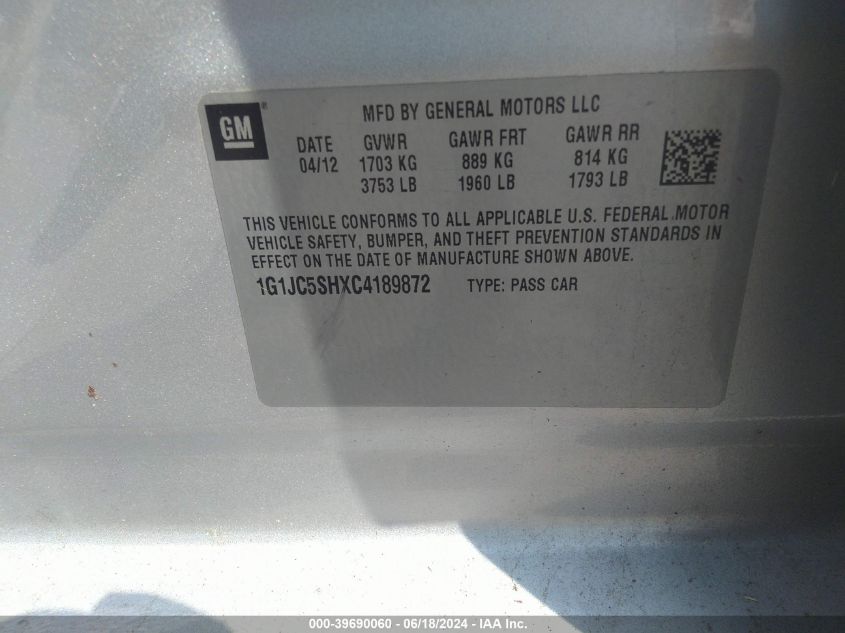 GM ®
MFD BY GENERAL MOTORS LLC
DATE GVWR GAWR FRT GAWR RR
04/12 1703 KG 889 KG 814 KG
3753 LB 1960 LB 1793 LB
THIS VEHICLE CONFORMS TO ALL APPLICABLE U.S. FEDERAL MOTOR
VEHICLE SAFETY, BUMPER, AND THEFT PREVENTION STANDARDS IN
EFFECT ON THE DATE OF MANUFACTURE SHOWN ABOVE.
1G1JC5SHXC4189872 TYPE: PASS CAR
000-39690060 - 06/18/2024 - IAA Inc.